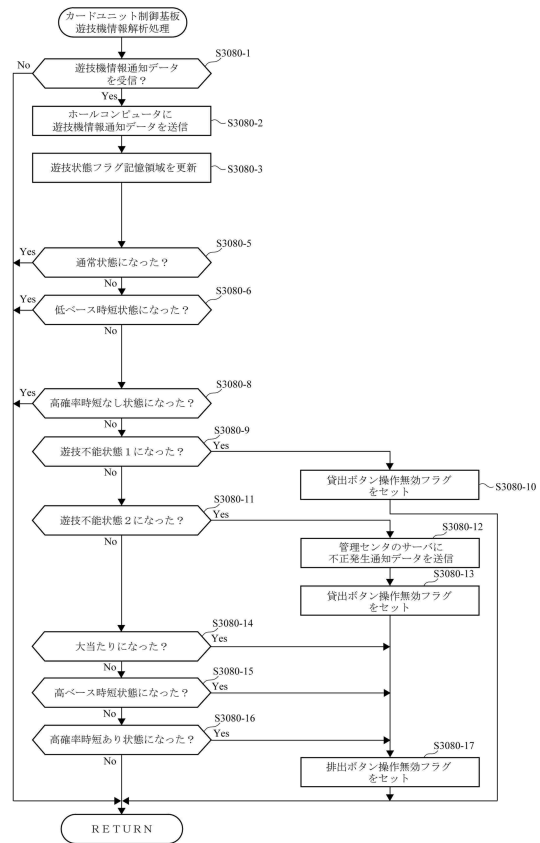 カードユニット制御基板
遊技機情報解析処理
S3080-1
No
遊技機情報通知データ
を受信？
Yes
ホールコンピュータに
遊技機情報通知データを送信
S3080-2
遊技状態フラグ記憶領域を更新
S3080-3
S3080-5
Yes
通常状態になった？
No
S3080-6
Yes
低ベース時短状態になった？
No
S3080-8
Yes
高確率時短なし状態になった？
No
S3080-9
遊技不能状態１になった？
Yes
No
貸出ボタン操作無効フラグ
をセット
S3080-10
S3080-11
遊技不能状態２になった？
Yes
No
S3080-12
管理センタのサーバに
不正発生通知データを送信
S3080-13
貸出ボタン操作無効フラグ
をセット
S3080-14
大当たりになった？
Yes
No
S3080-15
高ベース時短状態になった？
Yes
No
S3080-16
高確率時短あり状態になった？
Yes
No
S3080-17
排出ボタン操作無効フラグ
をセット
ＲＥＴＵＲＮ